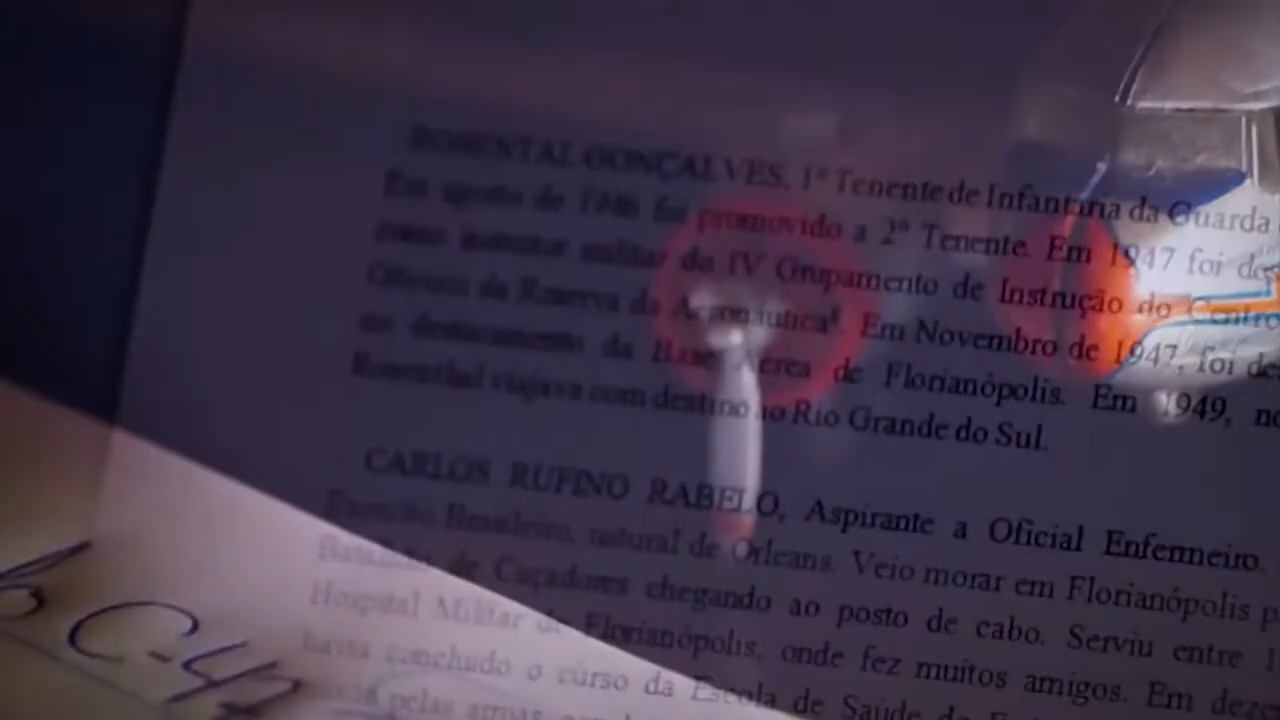 ROSENTAL GONÇALVES, 1º Tenente de Infantaria da Guarda
Em agosto de 1946 foi promovido a 2º Tenente. Em 1947 foi
como instrutor militar do IV Grupamento de Instrução do Centro
Oficiais da Reserva da Aeronáutica. Em Novembro de 1947, foi
no destacamento da Base Aérea de Florianópolis. Em 1949,
Rosenthal viajava com destino ao Rio Grande do Sul.
CARLOS RUFINO RABELO, Aspirante a Oficial Enfermeiro.
Exército Brasileiro, natural de Orleans. Veio morar em Florianópolis
Batalhão de Caçadores chegando ao posto de cabo. Serviu entre
Hospital Militar de Florianópolis, onde fez muitos amigos. Em
havia concluído o curso da Escola de Saúde do
pelas armas
C-47